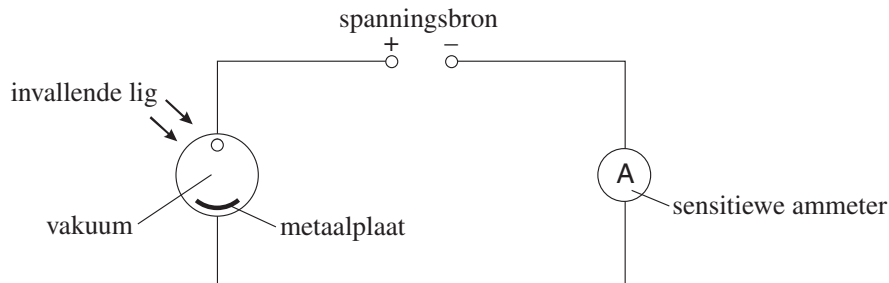 spanningsbron
+ −
invallende lig
A
vakuum
metaalplaat
sensitiewe ammeter